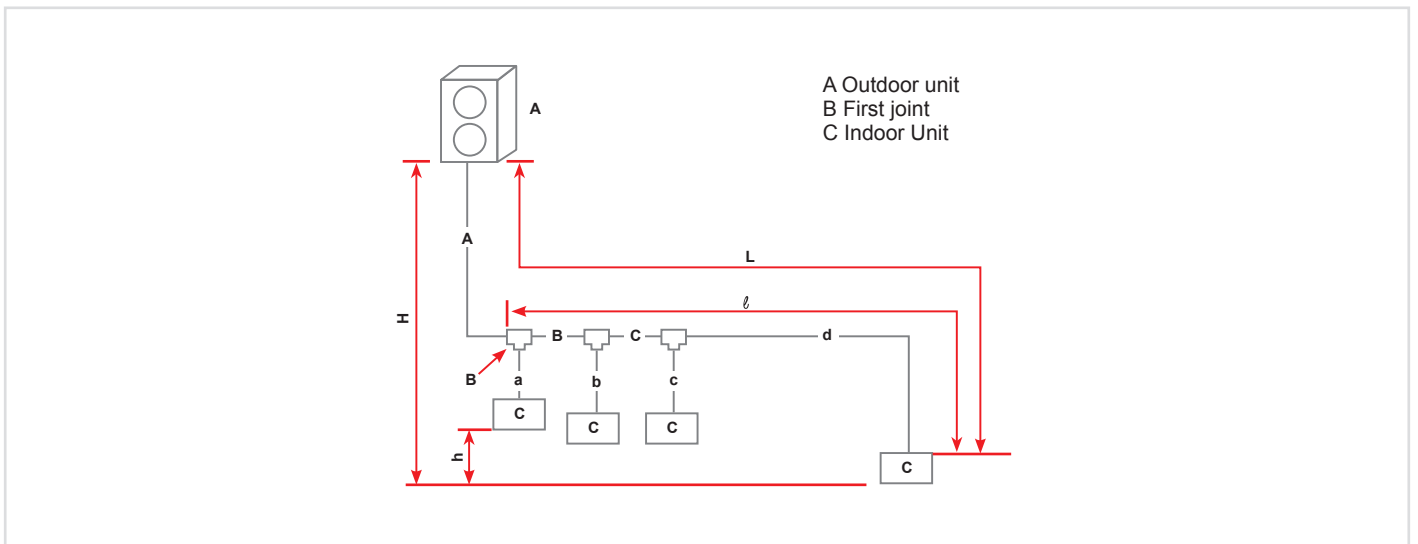 A Outdoor unit
B First joint
C Indoor Unit
A
A
L
ℓ
H
B
C
d
B
a
b
c
C
C
C
h
C